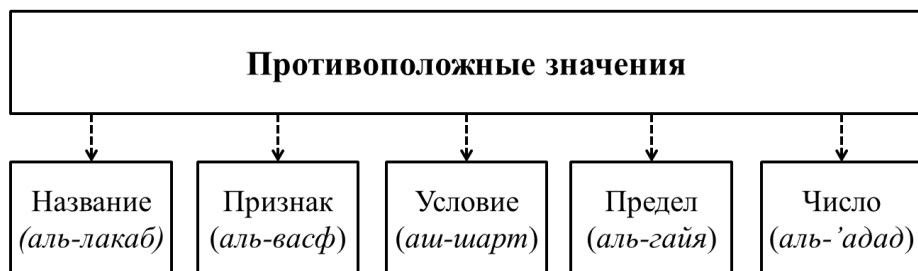 Противоположные значения
Название
(аль-лакаб)
Признак
(аль-васф)
Условие
(аш-шарт)
Предел
(аль-гайя)
Число
(аль-’адад)